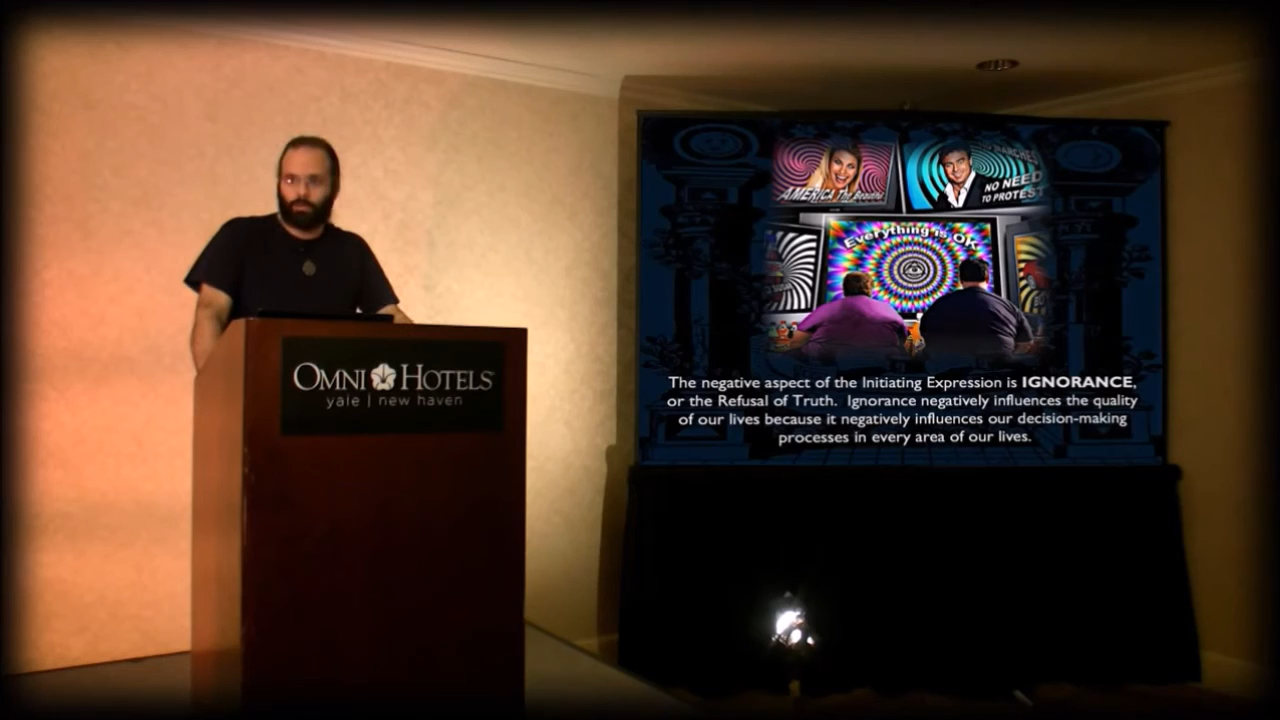 OMNI HOTELS
yale | new haven
AMERICA The Beautiful
NO NEED
TO PROTEST
Everything is OK
The negative aspect of the Initiating Expression is IGNORANCE,
or the Refusal of Truth. Ignorance negatively influences the quality
of our lives because it negatively influences our decision-making
processes in every area of our lives.